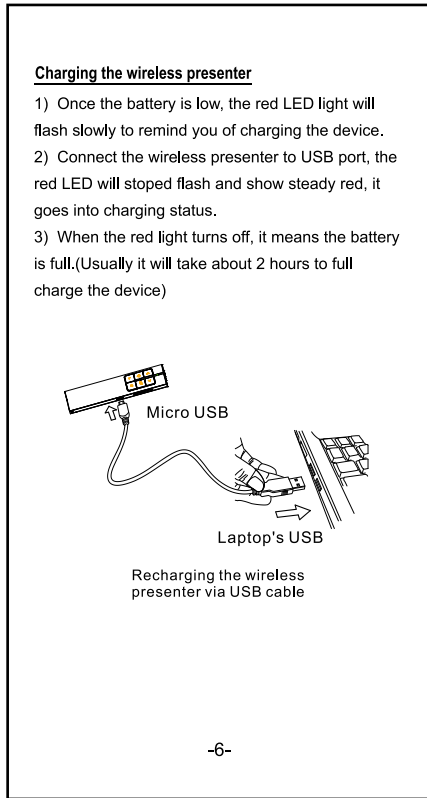 Charging the wireless presenter
1) Once the battery is low, the red LED light will
flash slowly to remind you of charging the device.
2) Connect the wireless presenter to USB port, the
red LED will stoped flash and show steady red, it
goes into charging status.
3) When the red light turns off, it means the battery
is full.(Usually it will take about 2 hours to full
charge the device)
Micro USB
Laptop's USB
Recharging the wireless
presenter via USB cable
-6-